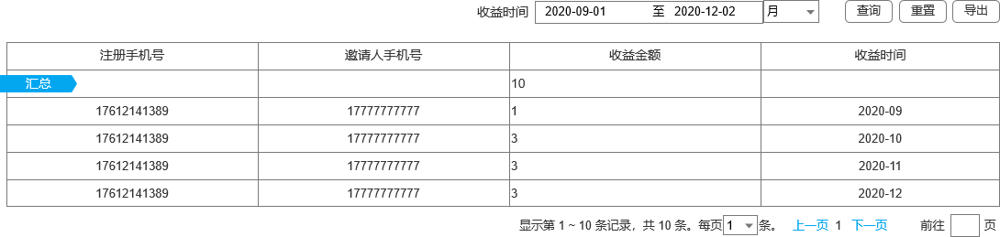 收益时间 2020-09-01 至 2020-12-02 月 查询 重置 导出
注册手机号 邀请人手机号 收益金额 收益时间
汇总 10
17612141389 17777777777 1 2020-09
17612141389 17777777777 3 2020-10
17612141389 17777777777 3 2020-11
17612141389 17777777777 3 2020-12
显示第 1 ~ 10 条记录，共 10 条。每页 1 条。 上一页 1 下一页 前往 页